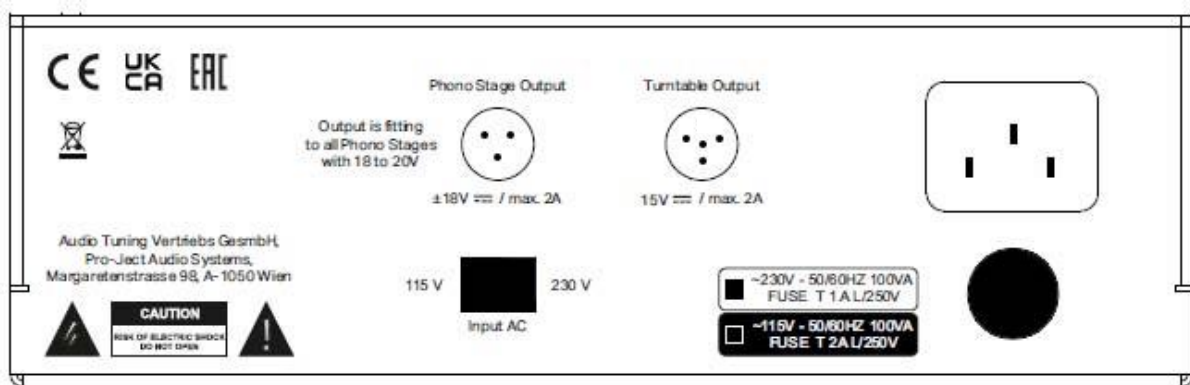 CE UK CA EAC
Phono Stage Output
Turntable Output
Output is fitting
to all Phono Stages
with 18 to 20V
±18V ⎓ / max. 2A
15V ⎓ / max. 2A
Audio Tuning Vertriebs GesmbH,
Pro-Ject Audio Systems,
Margaretenstrasse 98, A-1050 Wien
115 V
230 V
Input AC
~230V - 50/60HZ 100VA
FUSE T 1 A L/250V
~115V - 50/60HZ 100VA
FUSE T 2A L/250V
CAUTION
RISK OF ELECTRIC SHOCK
DO NOT OPEN